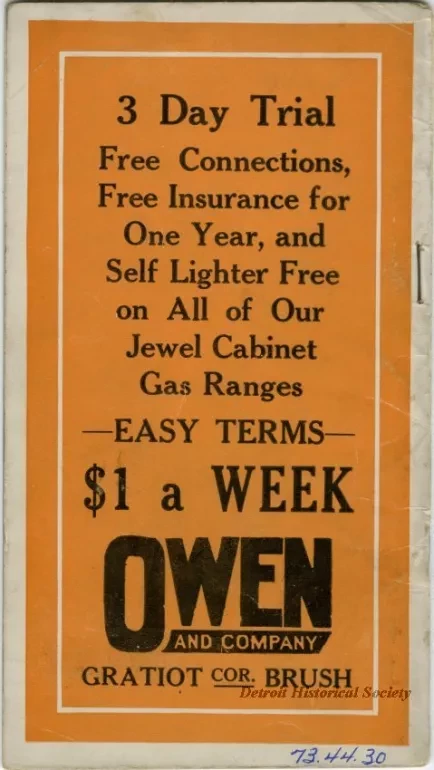 3 Day Trial
Free Connections,
Free Insurance for
One Year, and
Self Lighter Free
on All of Our
Jewel Cabinet
Gas Ranges
—EASY TERMS—
$1 a WEEK
OWEN
AND COMPANY
GRATIOT COR. BRUSH
Detroit Historical Society
73.44.30